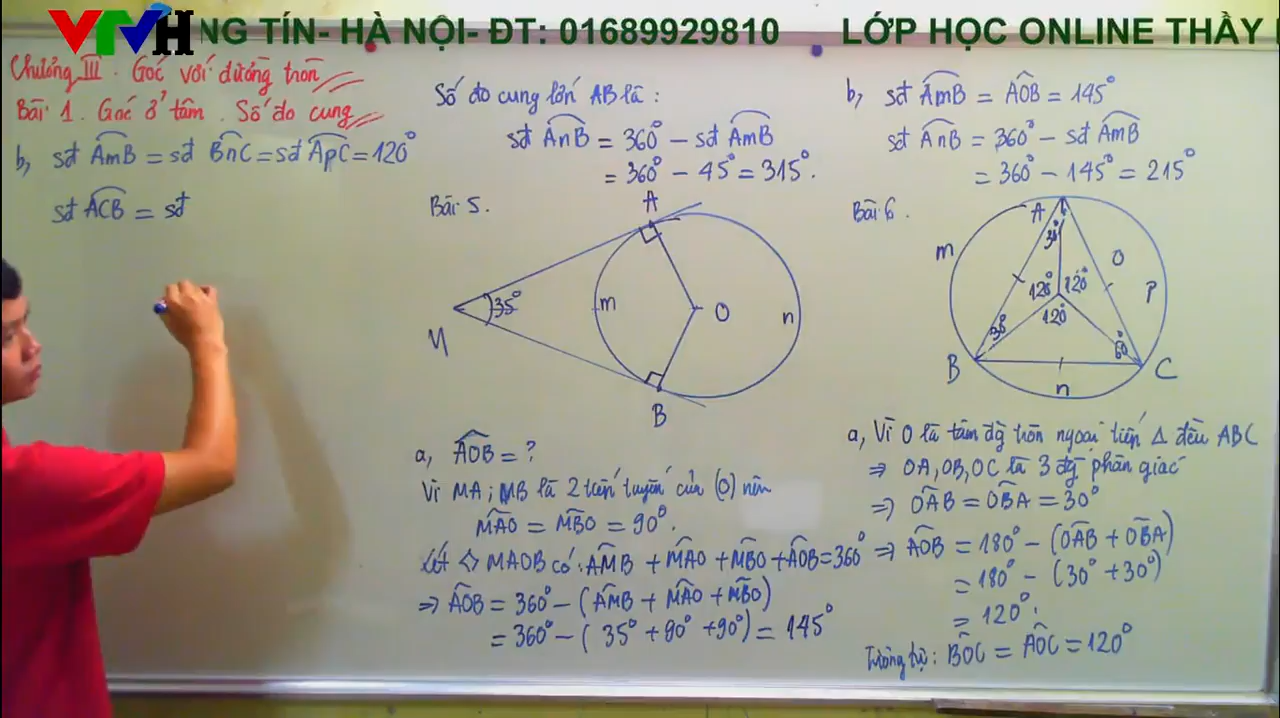 VTVH NG TÍN- HÀ NỘI- ĐT: 01689929810 LỚP HỌC ONLINE THẦY
Chương III. Góc với đường tròn
Bài 1. Góc ở tâm. Số đo cung
b, sđ AmB = sđ BnC = sđ ApC = 120°
sđ ACB = sđ
Số đo cung lớn AB là:
sđ AnB = 360° - sđ AmB
= 360° - 45° = 315°.
Bài 5.
A
M
35°
m
O
n
B
a, AOB = ?
Vì MA; MB là 2 tiếp tuyến của (O) nên
MAO = MBO = 90°.
Xét ◇ MAOB có: AMB + MAO + MBO + AOB = 360°
⇒ AOB = 360° - (AMB + MAO + MBO)
= 360° - (35° + 90° + 90°) = 145°
b, sđ AmB = AOB = 145°
sđ AnB = 360° - sđ AmB
= 360° - 145° = 215°
Bài 6.
A
30°
m
O
120° 120°
P
120°
30°
60°
B
C
n
a, Vì O là tâm đg tròn ngoại tiếp Δ đều ABC
⇒ OA, OB, OC là 3 đg phân giác
⇒ OAB = OBA = 30°
⇒ AOB = 180° - (OAB + OBA)
= 180° - (30° + 30°)
= 120°.
Tương tự: BOC = AOC = 120°